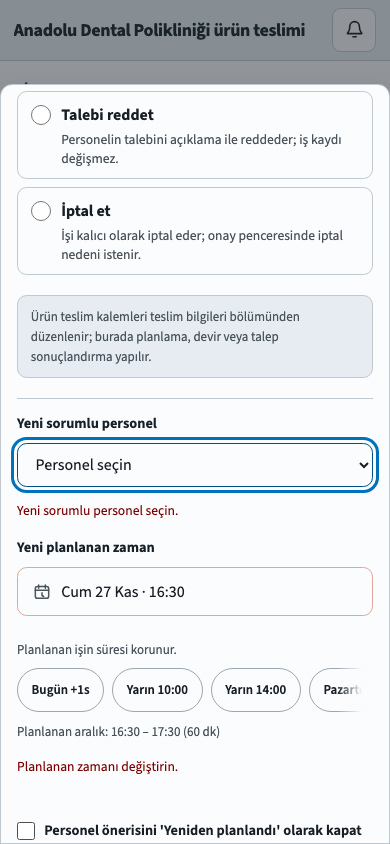 Anadolu Dental Polikliniği ürün teslimi
Talebi reddet
Personelin talebini açıklama ile reddeder; iş kaydı
değişmez.
İptal et
İşi kalıcı olarak iptal eder; onay penceresinde iptal
nedeni istenir.
Ürün teslim kalemleri teslim bilgileri bölümünden
düzenlenir; burada planlama, devir veya talep
sonuçlandırma yapılır.
Yeni sorumlu personel
Personel seçin
Yeni sorumlu personel seçin.
Yeni planlanan zaman
Cum 27 Kas · 16:30
Planlanan işin süresi korunur.
Bugün +1s Yarın 10:00 Yarın 14:00
Planlanan aralık: 16:30 – 17:30 (60 dk)
Planlanan zamanı değiştirin.
Personel önerisini 'Yeniden planlandı' olarak kapat